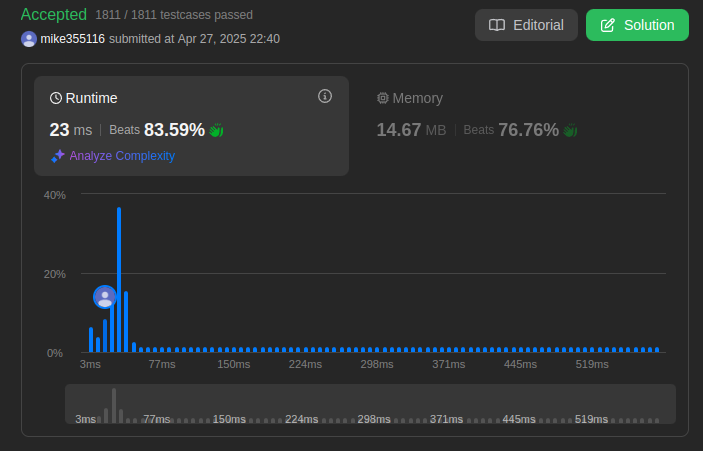 Accepted 1811 / 1811 testcases passed
Editorial
Solution
mike355116 submitted at Apr 27, 2025 22:40
Runtime
23 ms | Beats 83.59%
Analyze Complexity
Memory
14.67 MB | Beats 76.76%
40%
20%
0%
3ms 77ms 150ms 224ms 298ms 371ms 445ms 519ms
3ms 77ms 150ms 224ms 298ms 371ms 445ms 519ms